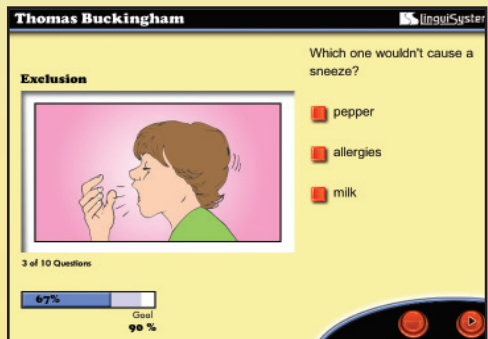 Thomas Buckingham
LinguiSyster
Exclusion
Which one wouldn't cause a
sneeze?
pepper
allergies
milk
3 of 10 Questions
67%
Goal
90 %